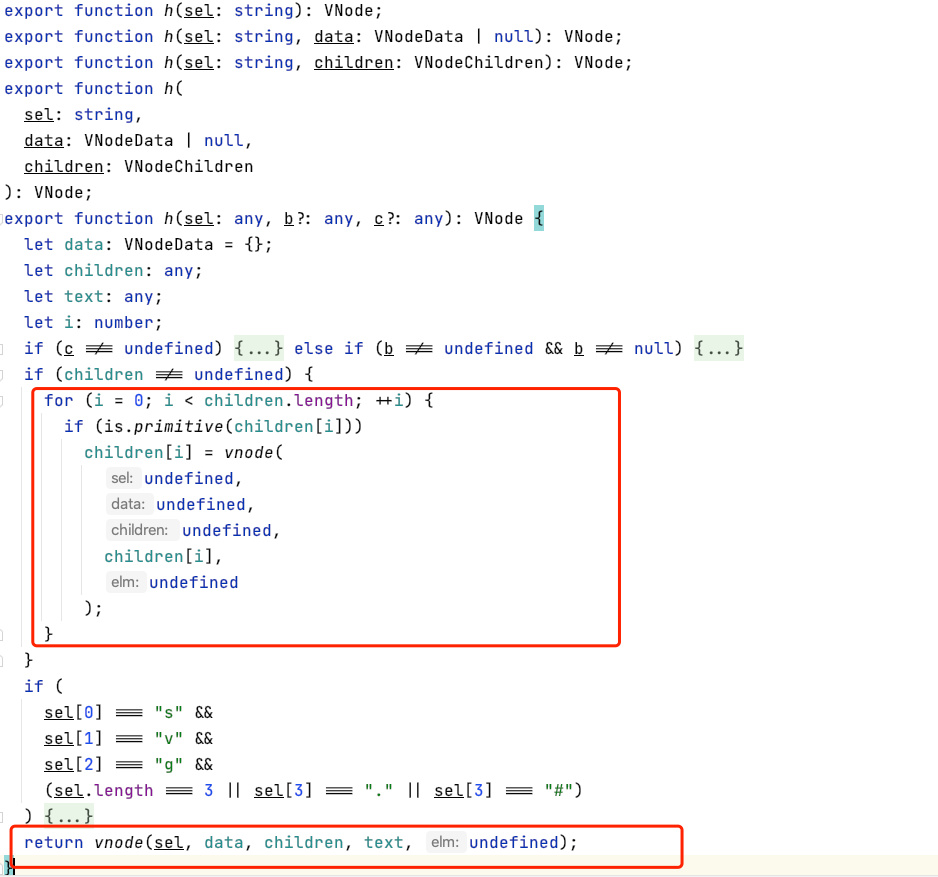 export function h(sel: string): VNode;
export function h(sel: string, data: VNodeData | null): VNode;
export function h(sel: string, children: VNodeChildren): VNode;
export function h(
  sel: string,
  data: VNodeData | null,
  children: VNodeChildren
): VNode;
export function h(sel: any, b?: any, c?: any): VNode {
  let data: VNodeData = {};
  let children: any;
  let text: any;
  let i: number;
  if (c !== undefined) {...} else if (b !== undefined && b !== null) {...}
  if (children !== undefined) {
    for (i = 0; i < children.length; ++i) {
      if (is.primitive(children[i]))
        children[i] = vnode(
          sel: undefined,
          data: undefined,
          children: undefined,
          children[i],
          elm: undefined
        );
    }
  }
  if (
    sel[0] === "s" &&
    sel[1] === "v" &&
    sel[2] === "g" &&
    (sel.length === 3 || sel[3] === "." || sel[3] === "#")
  ) {...}
  return vnode(sel, data, children, text, elm: undefined);
}